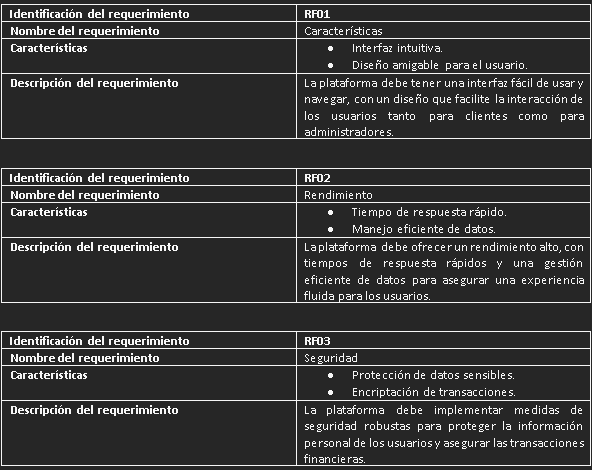 Identificación del requerimiento RF01
Nombre del requerimiento Características
Características ● Interfaz intuitiva.
● Diseño amigable para el usuario.
Descripción del requerimiento La plataforma debe tener una interfaz fácil de usar y
navegar, con un diseño que facilite la interacción de
los usuarios tanto para clientes como para
administradores.
Identificación del requerimiento RF02
Nombre del requerimiento Rendimiento
Características ● Tiempo de respuesta rápido.
● Manejo eficiente de datos.
Descripción del requerimiento La plataforma debe ofrecer un rendimiento alto, con
tiempos de respuesta rápidos y una gestión
eficiente de datos para asegurar una experiencia
fluida para los usuarios.
Identificación del requerimiento RF03
Nombre del requerimiento Seguridad
Características ● Protección de datos sensibles.
● Encriptación de transacciones.
Descripción del requerimiento La plataforma debe implementar medidas de
seguridad robustas para proteger la información
personal de los usuarios y asegurar las transacciones
financieras.